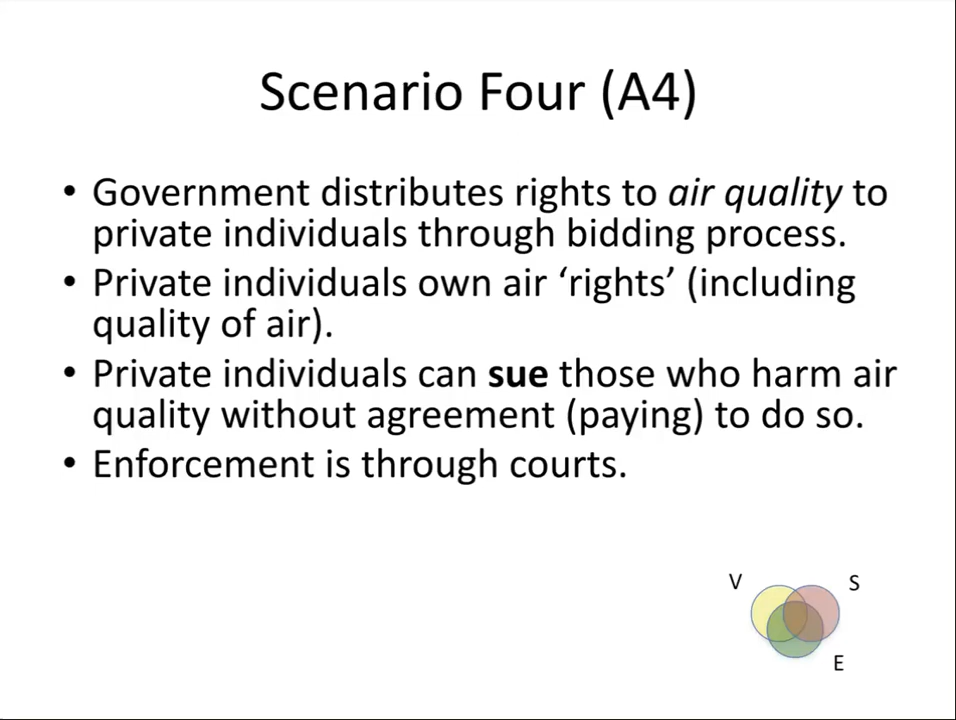 Scenario Four (A4)
• Government distributes rights to air quality to
private individuals through bidding process.
• Private individuals own air ‘rights’ (including
quality of air).
• Private individuals can sue those who harm air
quality without agreement (paying) to do so.
• Enforcement is through courts.
V
S
E